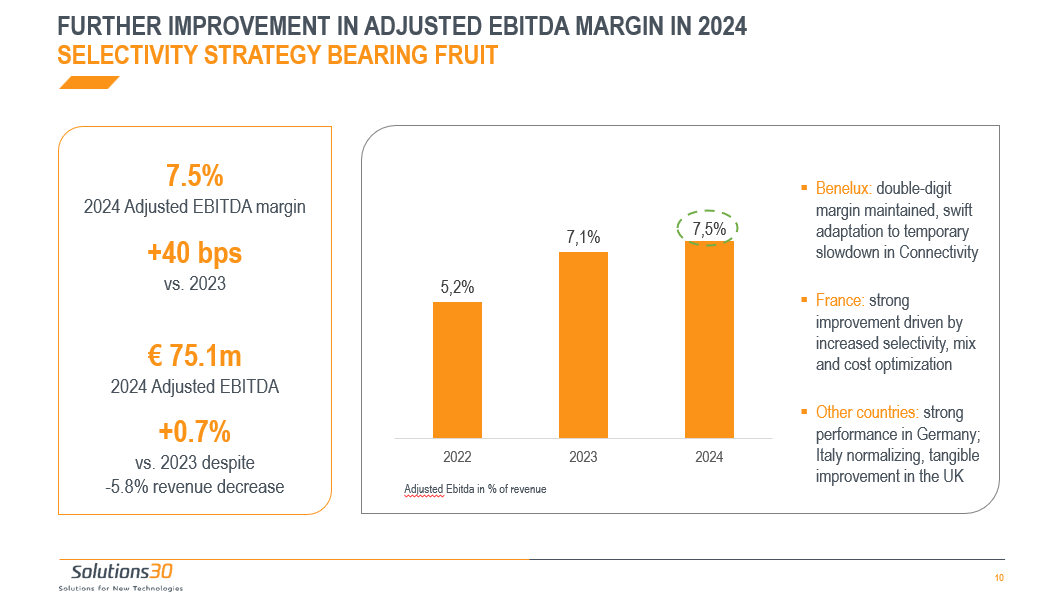 FURTHER IMPROVEMENT IN ADJUSTED EBITDA MARGIN IN 2024
SELECTIVITY STRATEGY BEARING FRUIT
7.5%
2024 Adjusted EBITDA margin
+40 bps
vs. 2023
€ 75.1m
2024 Adjusted EBITDA
+0.7%
vs. 2023 despite
-5.8% revenue decrease
5,2%
7,1%
7,5%
2022
2023
2024
Adjusted Ebitda in % of revenue
Benelux: double-digit
margin maintained, swift
adaptation to temporary
slowdown in Connectivity
France: strong
improvement driven by
increased selectivity, mix
and cost optimization
Other countries: strong
performance in Germany;
Italy normalizing, tangible
improvement in the UK
Solutions30
Solutions for New Technologies
10